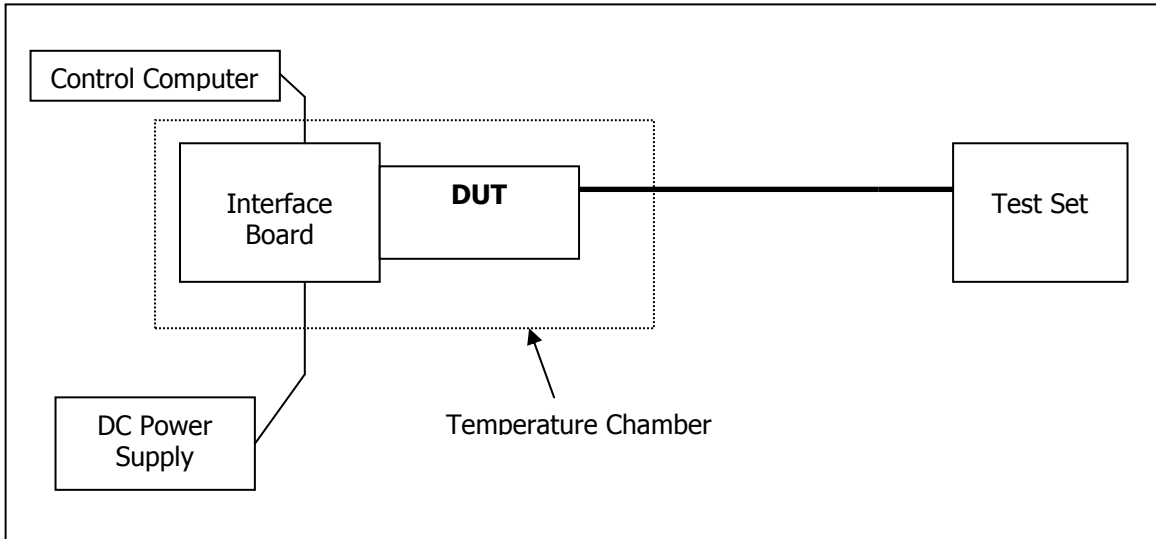 Control Computer
Interface
Board
DUT
Test Set
DC Power
Supply
Temperature Chamber